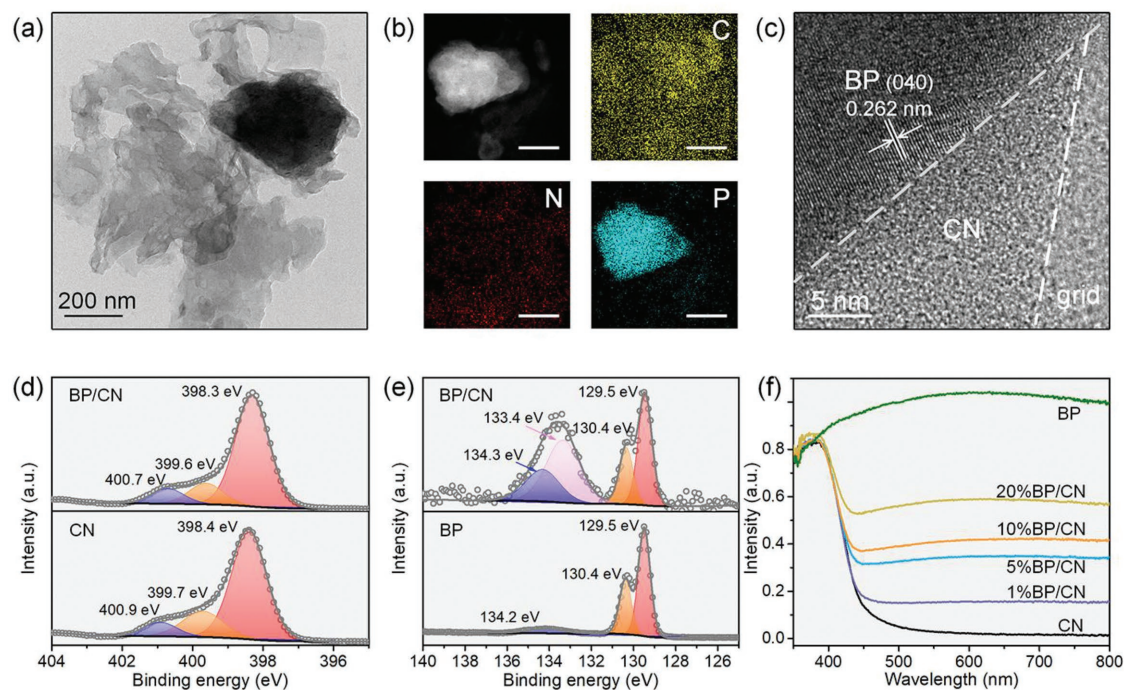 (a)
200 nm
(b)
C
N
P
(c)
BP (040)
0.262 nm
CN
5 nm
grid
(d)
BP/CN
398.3 eV
399.6 eV
400.7 eV
CN
398.4 eV
399.7 eV
400.9 eV
Intensity (a.u.)
404 402 400 398 396
Binding energy (eV)
(e)
BP/CN
129.5 eV
133.4 eV
130.4 eV
134.3 eV
BP
129.5 eV
130.4 eV
134.2 eV
Intensity (a.u.)
140 138 136 134 132 130 128 126
Binding energy (eV)
(f)
BP
20%BP/CN
10%BP/CN
5%BP/CN
1%BP/CN
CN
Intensity (a.u.)
0.8
0.6
0.4
0.2
0.0
400 500 600 700 800
Wavelength (nm)